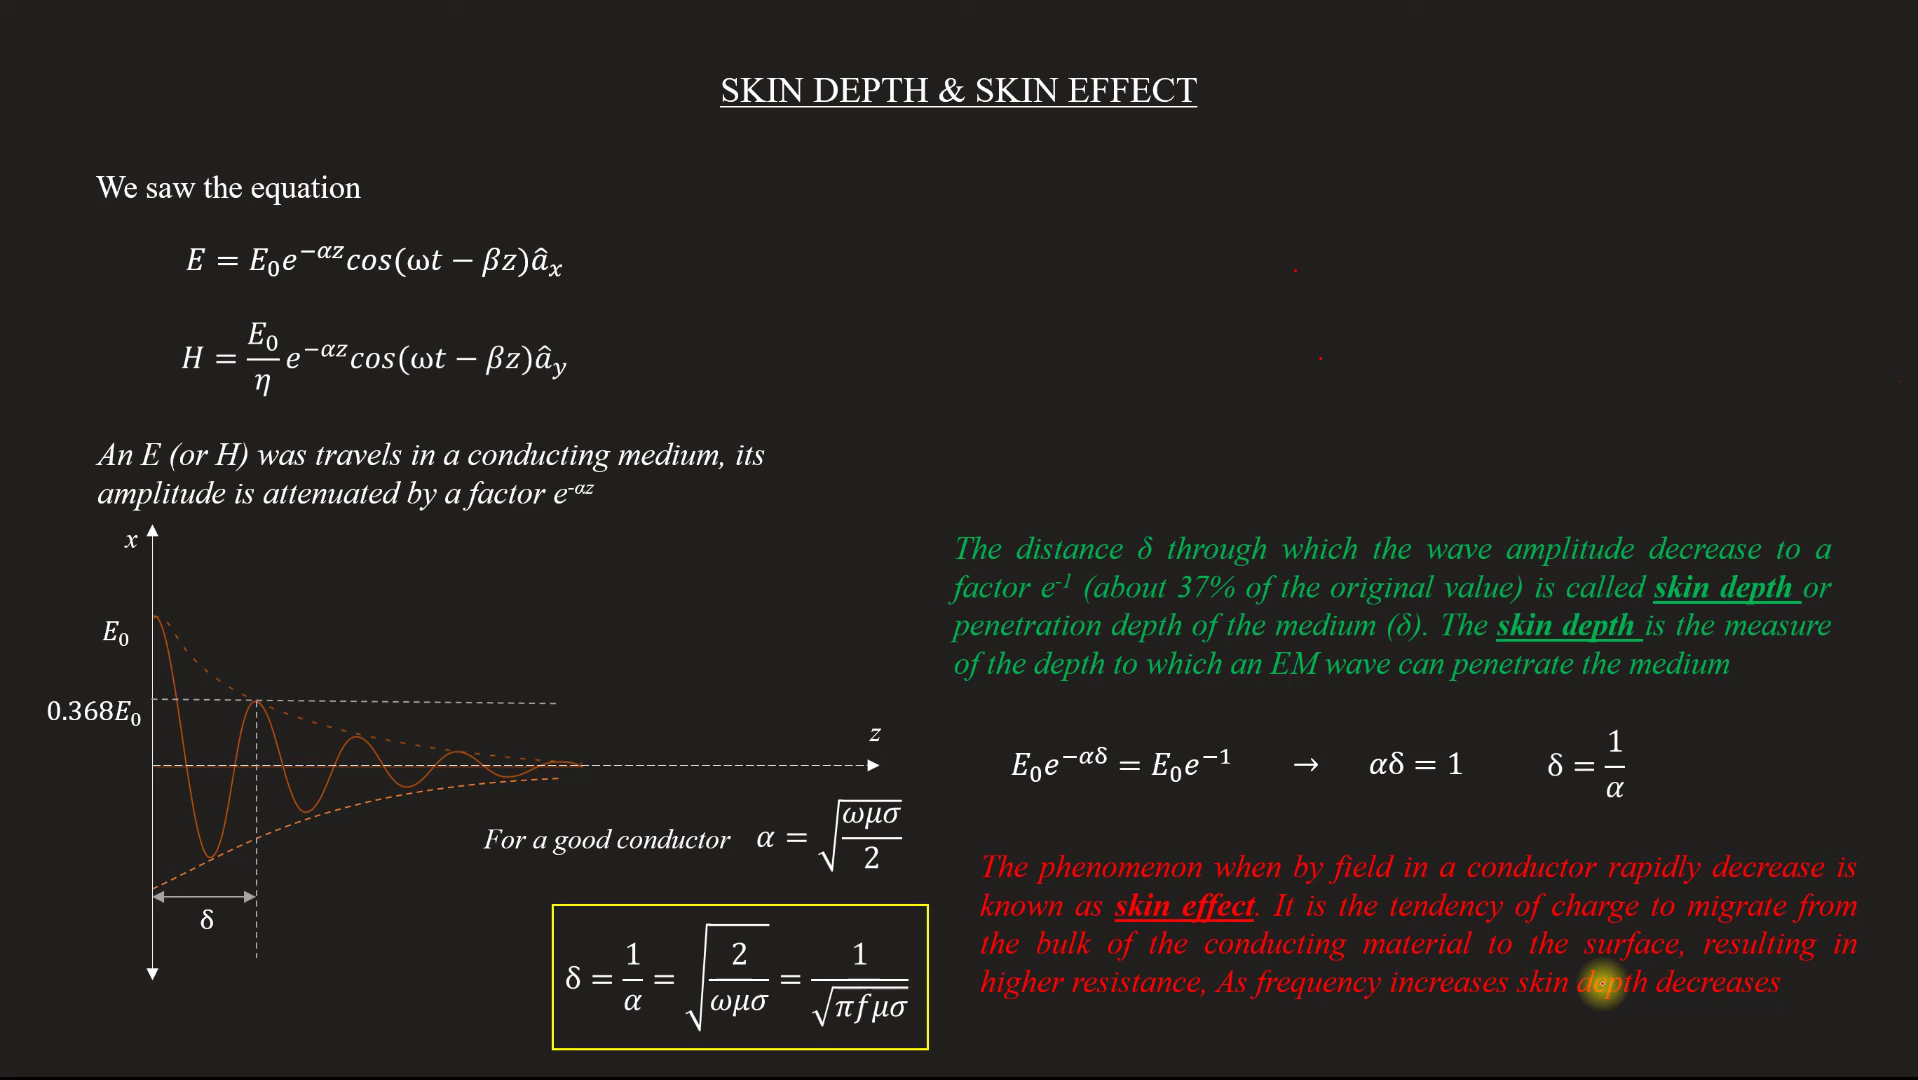 SKIN DEPTH & SKIN EFFECT
We saw the equation
E = E₀e^{−αz}cos(ωt − βz)â_x
H = E₀/η e^{−αz}cos(ωt − βz)â_y
An E (or H) was travels in a conducting medium, its
amplitude is attenuated by a factor e^{-αz}
x
E₀
0.368E₀
z
δ
For a good conductor α = √(ωμσ/2)
δ = 1/α = √(2/ωμσ) = 1/√(πfμσ)
The distance δ through which the wave amplitude decrease to a
factor e^{-1} (about 37% of the original value) is called skin depth or
penetration depth of the medium (δ). The skin depth is the measure
of the depth to which an EM wave can penetrate the medium
E₀e^{−αδ} = E₀e^{−1} → αδ = 1 δ = 1/α
The phenomenon when by field in a conductor rapidly decrease is
known as skin effect. It is the tendency of charge to migrate from
the bulk of the conducting material to the surface, resulting in
higher resistance, As frequency increases skin depth decreases